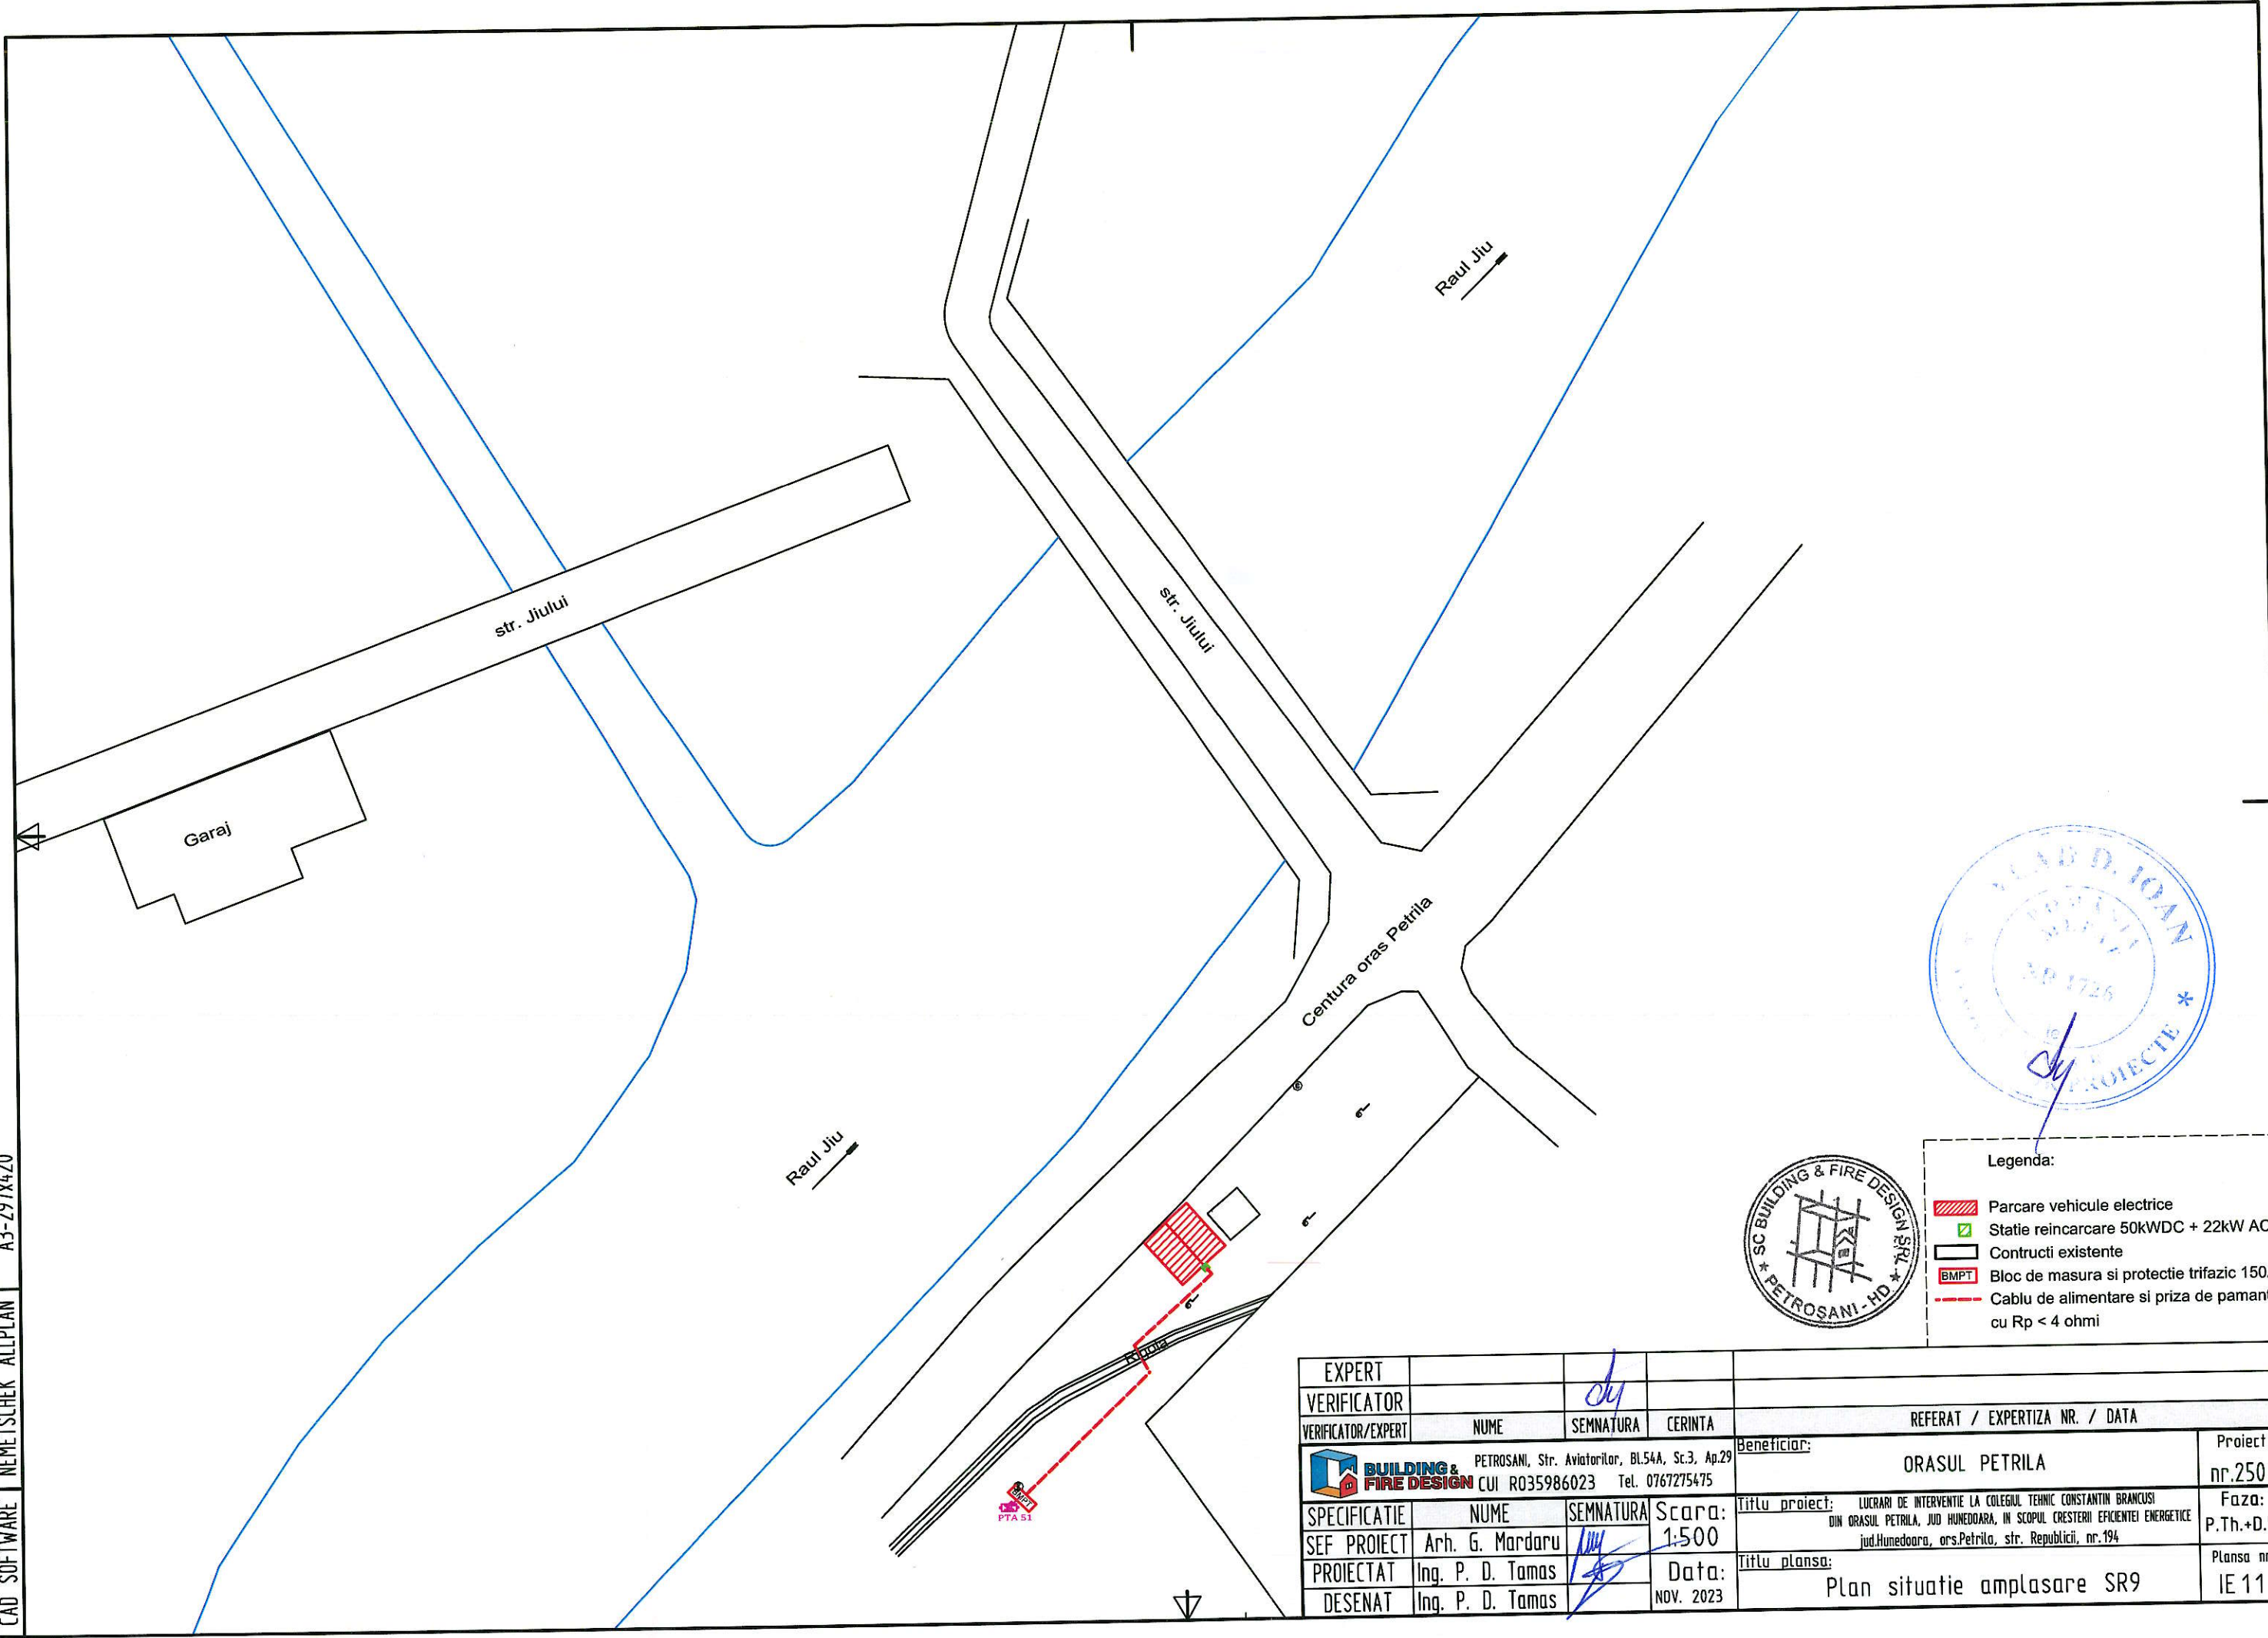 Raul Jiu
str. Jiului
str. Jiului
Garaj
Centura oras Petrila
Raul Jiu
Rigola
BMPT
PTA 51
A3-297X420
NEMETSCHEK ALLPLAN
CAD SOFTWARE
VLAD D. IOAN
ROMANIA
1726
PROIECTE *
SC BUILDING & FIRE DESIGN SRL
* PETROSANI-HD *
Legenda:
Parcare vehicule electrice
Statie reincarcare 50kWDC + 22kW AC
Contructi existente
BMPT Bloc de masura si protectie trifazic 150
Cablu de alimentare si priza de pamant
cu Rp < 4 ohmi
EXPERT
VERIFICATOR
VERIFICATOR/EXPERT NUME SEMNATURA CERINTA REFERAT / EXPERTIZA NR. / DATA
BUILDING & FIRE DESIGN
PETROSANI, Str. Aviatorilor, Bl.54A, Sc.3, Ap.29
CUI RO35986023 Tel. 0767275475
Beneficiar:
ORASUL PETRILA
Proiect
nr.250
SPECIFICATIE NUME SEMNATURA Scara:
1:500
SEF PROIECT Arh. G. Mardaru
PROIECTAT Ing. P. D. Tamas
DESENAT Ing. P. D. Tamas
Data:
NOV. 2023
Titlu proiect: LUCRARI DE INTERVENTIE LA COLEGIUL TEHNIC CONSTANTIN BRANCUSI
DIN ORASUL PETRILA, JUD HUNEDOARA, IN SCOPUL CRESTERII EFICIENTEI ENERGETICE
jud.Hunedoara, ors.Petrila, str. Republicii, nr.194
Faza:
P.Th.+D.
Titlu plansa:
Plan situatie amplasare SR9
Plansa nr
IE 11